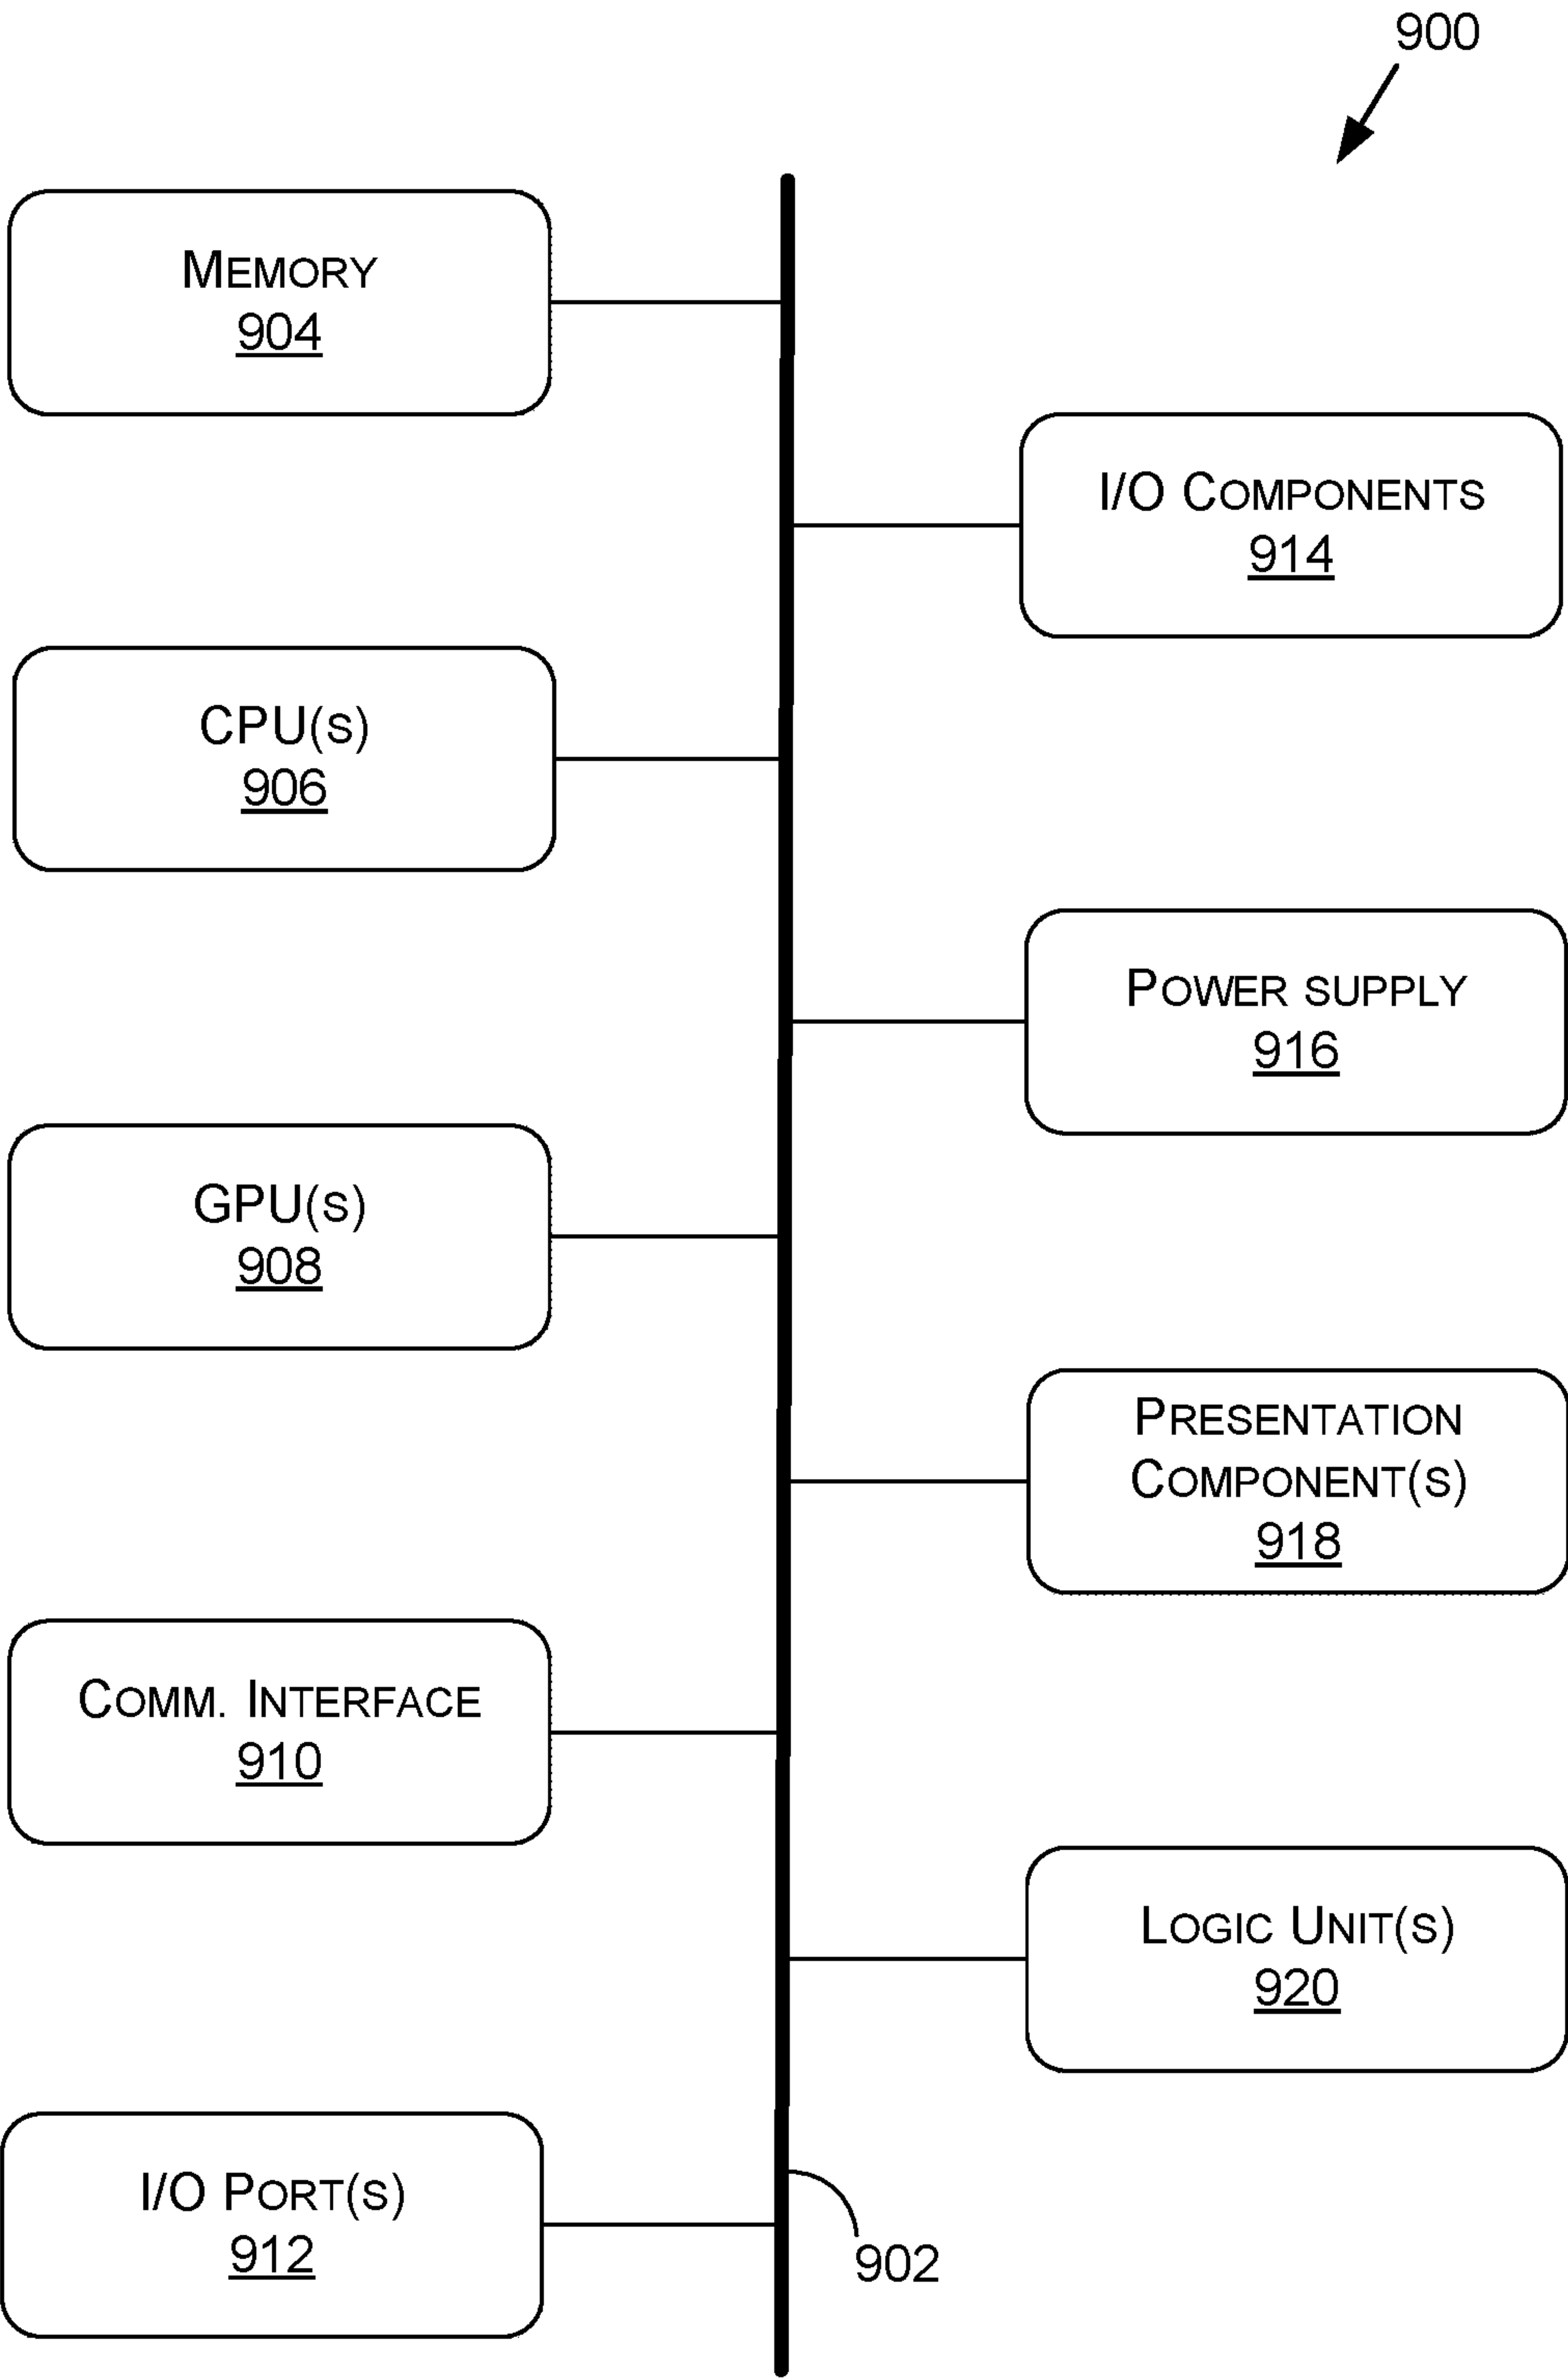 900
MEMORY
904
I/O COMPONENTS
914
CPU(S)
906
POWER SUPPLY
916
GPU(S)
908
PRESENTATION
COMPONENT(S)
918
COMM. INTERFACE
910
LOGIC UNIT(S)
920
I/O PORT(S)
912
902